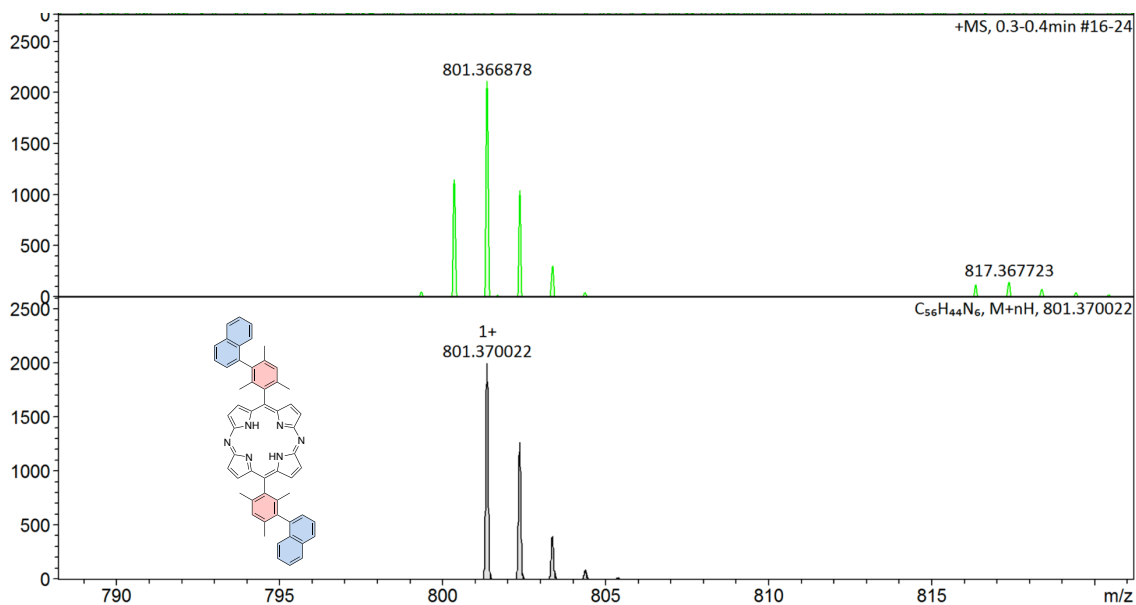 0
2500
2000
1500
1000
500
0
+MS, 0.3-0.4min #16-24
801.366878
817.367723
2500
2000
1500
1000
500
0
C₅₆H₄₄N₆, M+nH, 801.370022
1+
801.370022
NH
N
N
N
N
HN
790
795
800
805
810
815
m/z